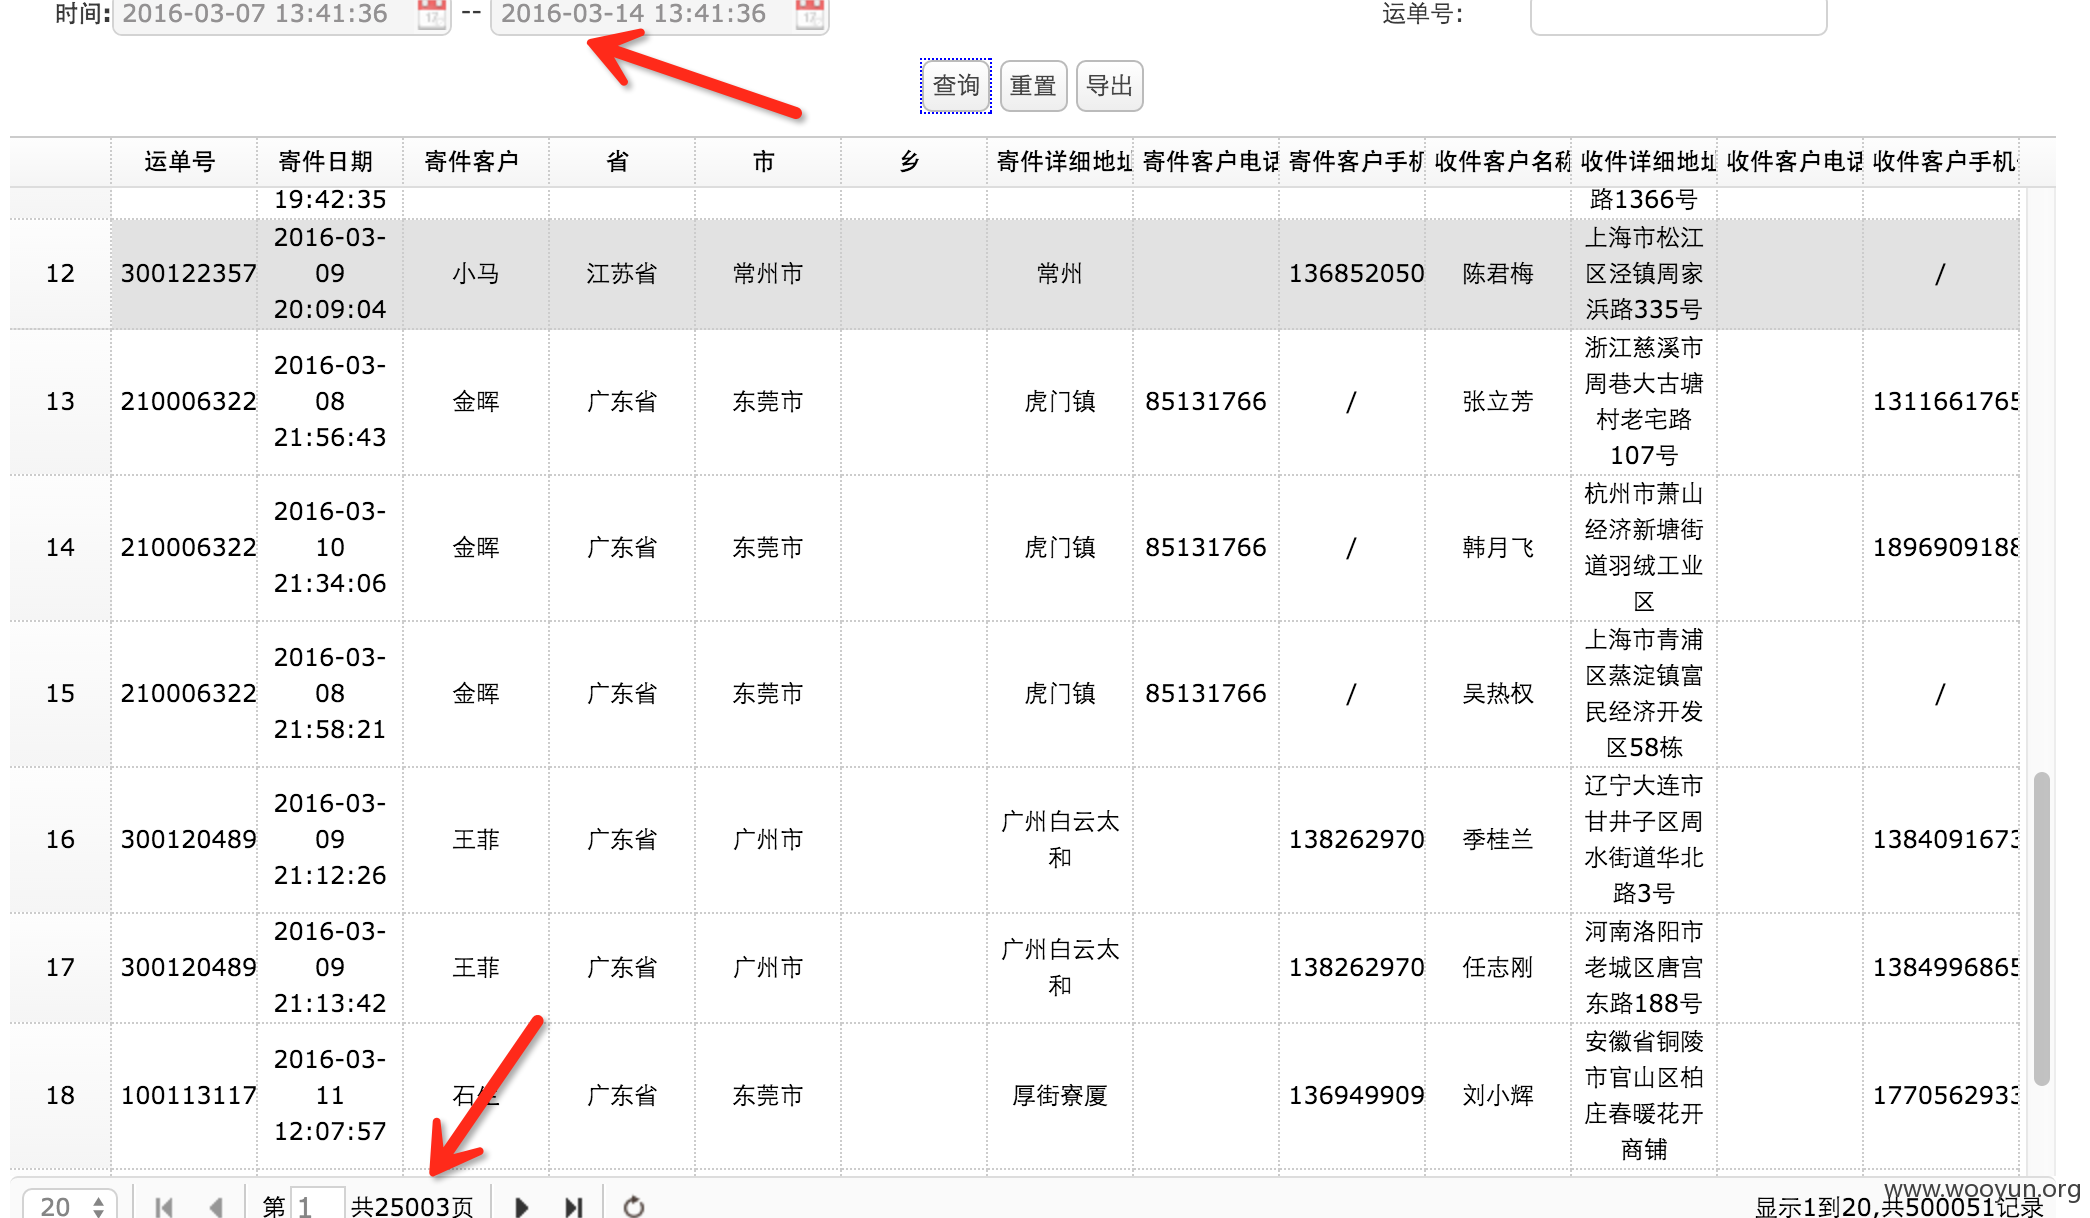 时间: 2016-03-07 13:41:36 -- 2016-03-14 13:41:36 运单号:
查询 重置 导出
运单号 寄件日期 寄件客户 省 市 乡 寄件详细地址 寄件客户电话 寄件客户手机 收件客户名称 收件详细地址 收件客户电话 收件客户手机
19:42:35 路1366号
12 300122357 2016-03-09 20:09:04 小马 江苏省 常州市 常州 136852050 陈君梅 上海市松江区泾镇周家浜路335号 /
13 210006322 2016-03-08 21:56:43 金晖 广东省 东莞市 虎门镇 85131766 / 张立芳 浙江慈溪市周巷大古塘村老宅路107号 1311661765
14 210006322 2016-03-10 21:34:06 金晖 广东省 东莞市 虎门镇 85131766 / 韩月飞 杭州市萧山经济新塘街道羽绒工业区 1896909188
15 210006322 2016-03-08 21:58:21 金晖 广东省 东莞市 虎门镇 85131766 / 吴热权 上海市青浦区蒸淀镇富民经济开发区58栋 /
16 300120489 2016-03-09 21:12:26 王菲 广东省 广州市 广州白云太和 138262970 季桂兰 辽宁大连市甘井子区周水街道华北路3号 1384091673
17 300120489 2016-03-09 21:13:42 王菲 广东省 广州市 广州白云太和 138262970 任志刚 河南洛阳市老城区唐宫东路188号 1384996865
18 100113117 2016-03-11 12:07:57 石 广东省 东莞市 厚街寮厦 136949909 刘小辉 安徽省铜陵市官山区柏庄春暖花开商铺 1770562933
20 第 1 共25003页 显示1到20,共500051记录
www.wooyun.org